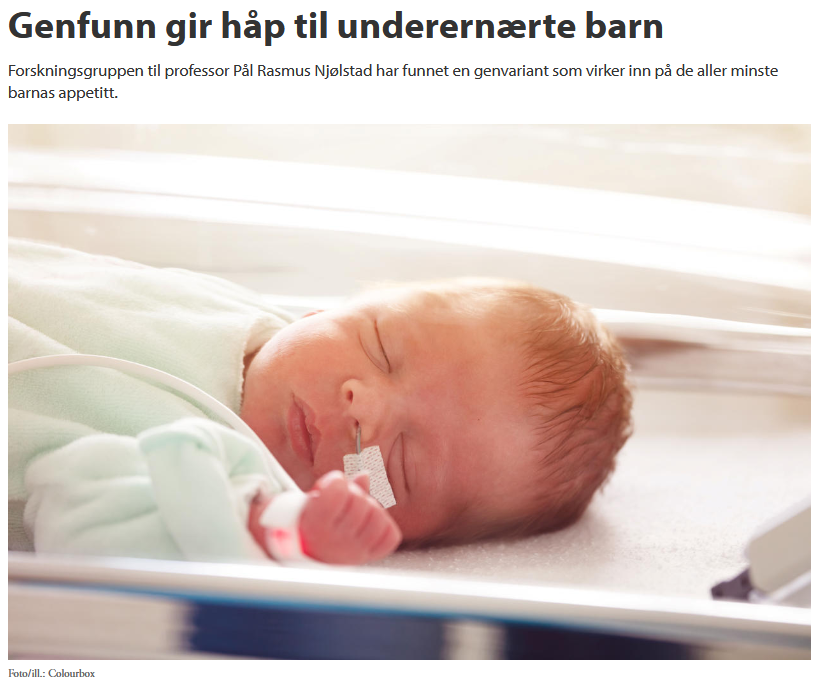 Genfunn gir håp til underernærte barn
Forskningsgruppen til professor Pål Rasmus Njølstad har funnet en genvariant som virker inn på de aller minste
barnas appetitt.
Foto/ill.: Colourbox